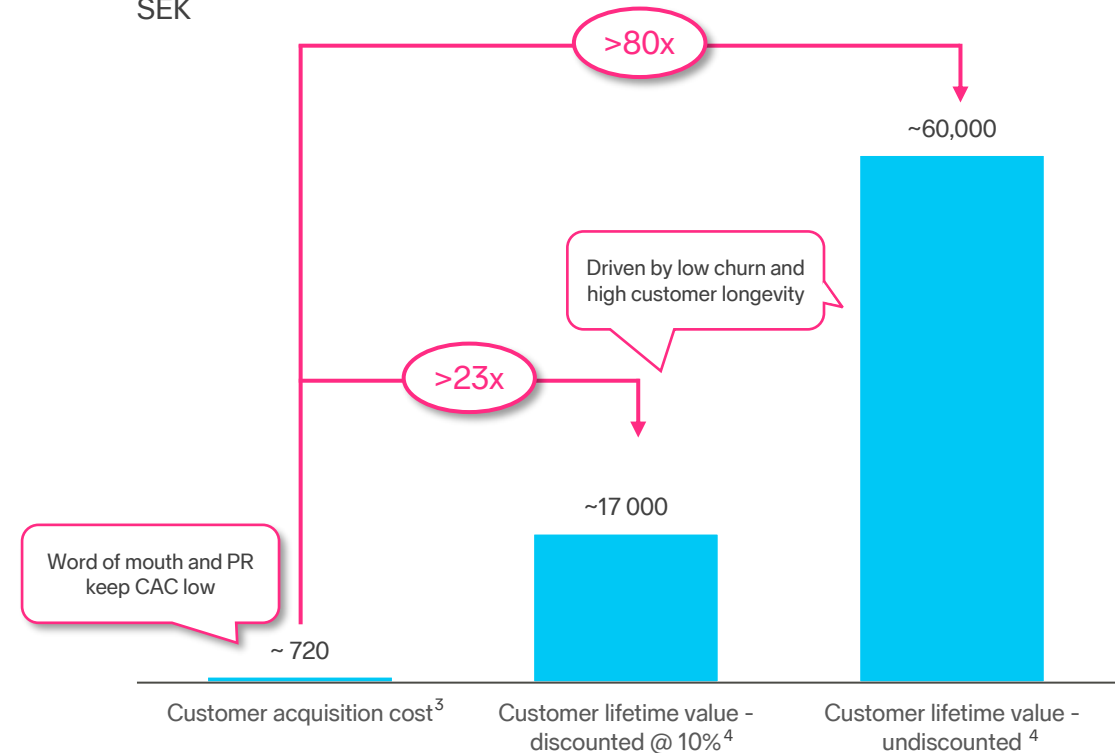 SEK
>80x
~60,000
Driven by low churn and
high customer longevity
>23x
~17 000
Word of mouth and PR
keep CAC low
~ 720
Customer acquisition cost³
Customer lifetime value -
discounted @ 10%⁴
Customer lifetime value -
undiscounted ⁴